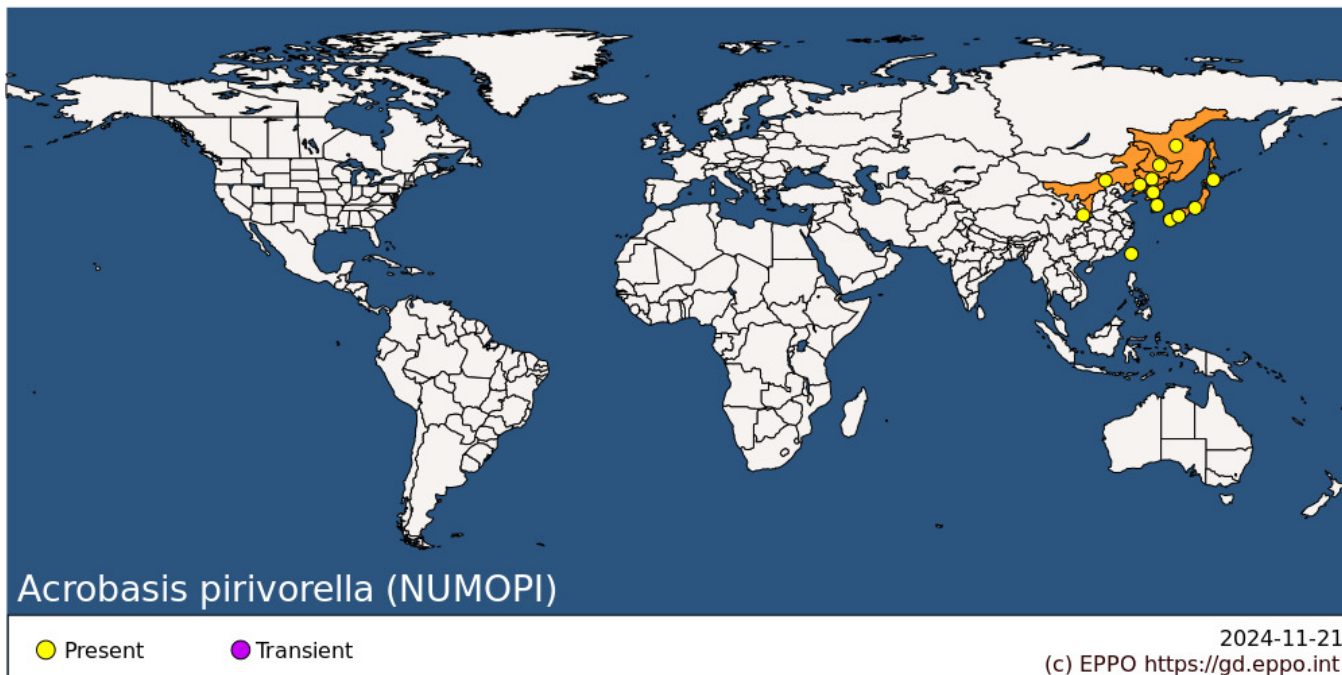 Acrobasis pirivorella (NUMOPI)
Present
Transient
2024-11-21
(c) EPPO https://gd.eppo.int